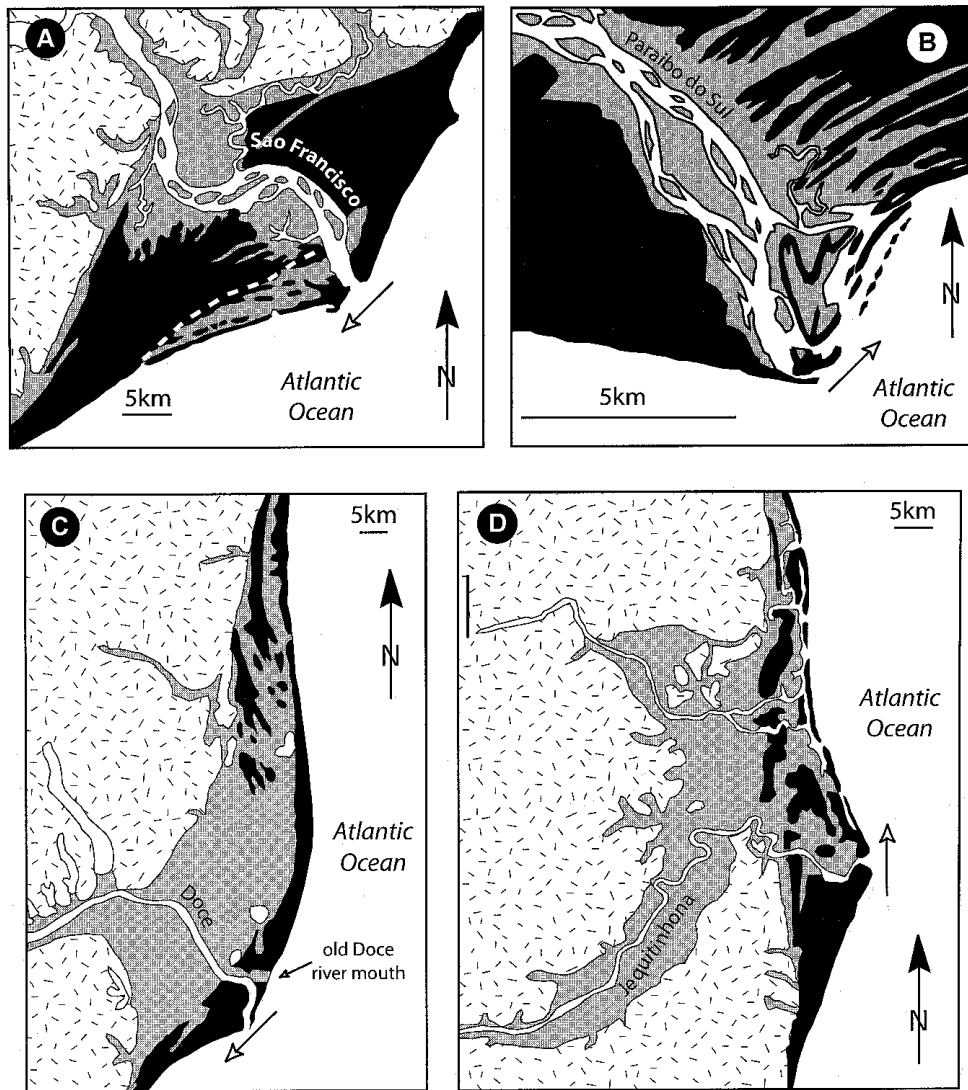 A
Sao Francisco
5km
N
Atlantic
Ocean
B
Paraibo do Sul
5km
N
Atlantic
Ocean
C
5km
N
Atlantic
Ocean
Doce
old Doce
river mouth
D
5km
Atlantic
Ocean
Jequitinhona
N